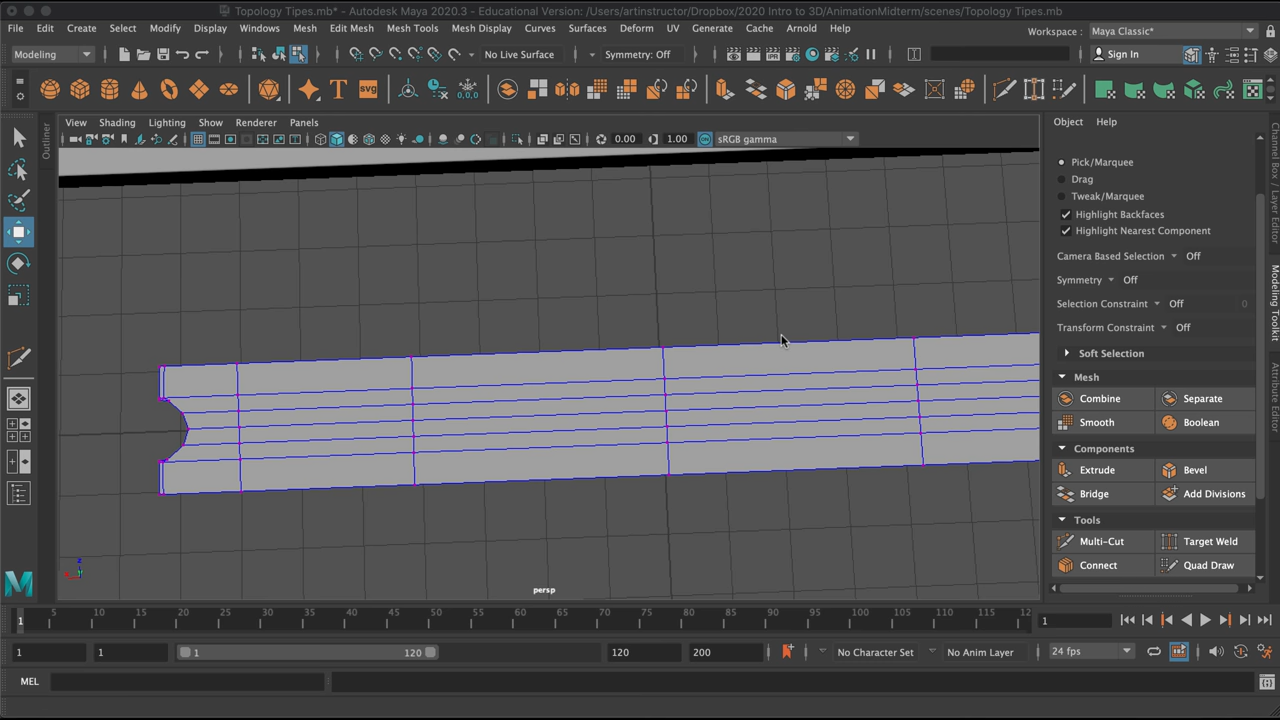 Topology Tipes.mb* - Autodesk Maya 2020.3 - Educational Version: /Users/artinstructor/Dropbox/2020 Intro to 3D/AnimationMidterm/scenes/Topology Tipes.mb
File Edit Create Select Modify Display Windows Mesh Edit Mesh Mesh Tools Mesh Display Curves Surfaces Deform UV Generate Cache Arnold Help
Workspace : Maya Classic*
Modeling No Live Surface Symmetry: Off Sign In
T SVG 0,0,0
View Shading Lighting Show Renderer Panels
Object Help
0.00 1.00 sRGB gamma
Outliner
Channel Box / Layer Editor
Modeling Toolkit
Attribute Editor
Pick/Marquee
Drag
Tweak/Marquee
Highlight Backfaces
Highlight Nearest Component
Camera Based Selection Off
Symmetry Off
Selection Constraint Off 0
Transform Constraint Off
Soft Selection
Mesh
Combine Separate
Smooth Boolean
Components
Extrude Bevel
Bridge Add Divisions
Tools
Multi-Cut Target Weld
Connect Quad Draw
z
persp
M
1 5 10 15 20 25 30 35 40 45 50 55 60 65 70 75 80 85 90 95 100 105 110 115 12
1
1 1 1 120 120 200 No Character Set No Anim Layer 24 fps
MEL